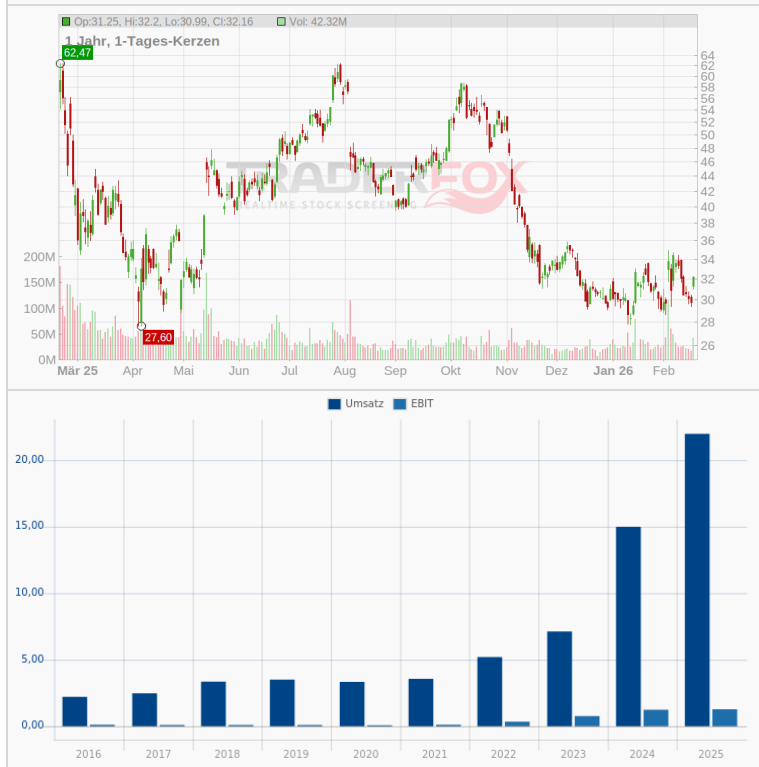 Op:31.25, Hi:32.2, Lo:30.99, Cl:32.16 Vol: 42.32M
1 Jahr, 1-Tages-Kerzen
62,47
64
62
60
58
56
54
52
50
48
46
44
42
40
38
36
34
32
30
28
26
TRADERFOX
REALTIME STOCK SCREENING
200M
150M
100M
50M
0M
27,60
Mär 25 Apr Mai Jun Jul Aug Sep Okt Nov Dez Jan 26 Feb
Umsatz EBIT
20,00
15,00
10,00
5,00
0,00
2016 2017 2018 2019 2020 2021 2022 2023 2024 2025